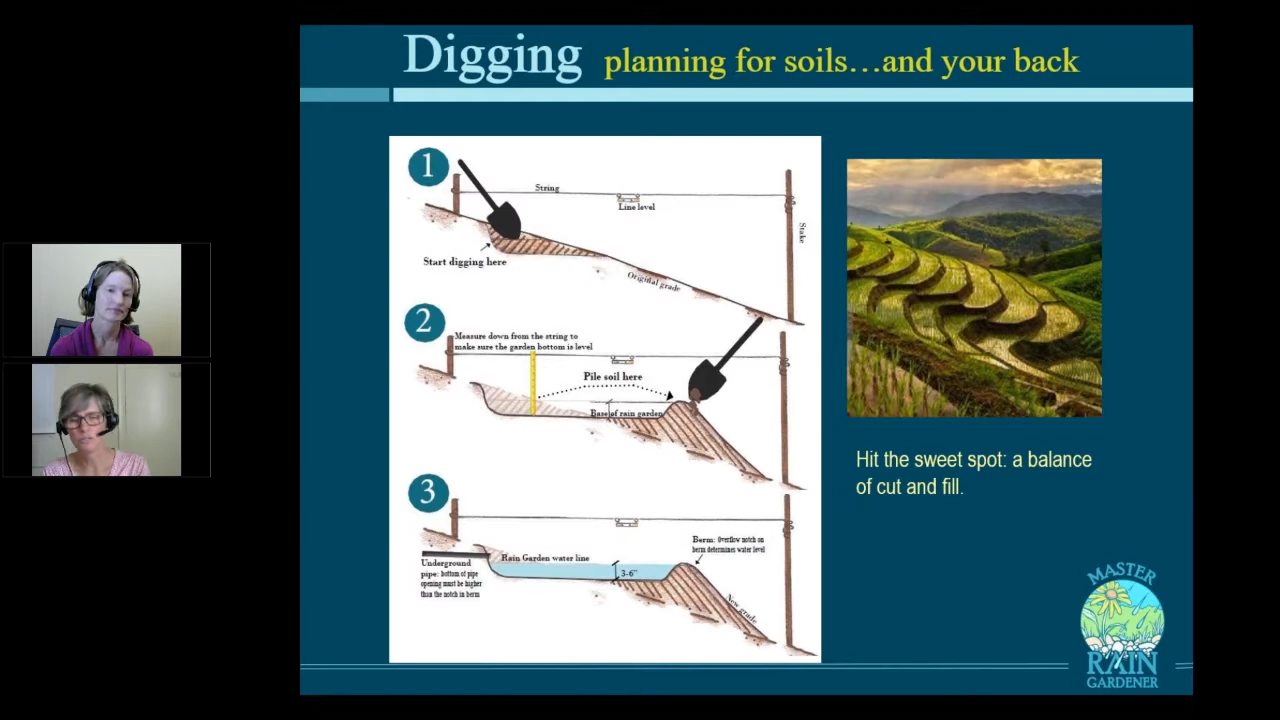 Digging planning for soils…and your back
1
String
Line level
Stake
Start digging here
Original grade
2
Measure down from the string to
make sure the garden bottom is level
Pile soil here
Base of rain garden
3
Rain Garden water line
Berm: Overflow notch on
berm determines water level
Underground
pipe: bottom of pipe
opening must be higher
than the notch in berm
3-6"
New grade
Hit the sweet spot: a balance
of cut and fill.
MASTER
RAIN
GARDENER